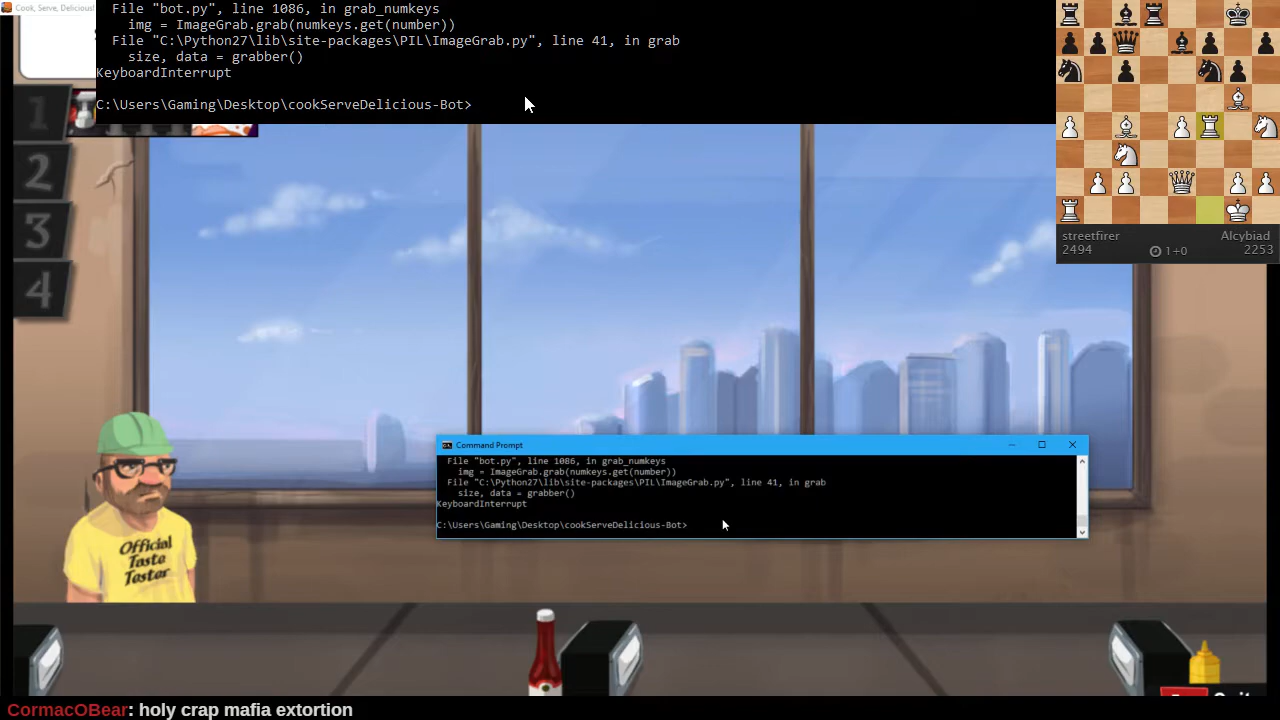 Cook, Serve, Delicious!
File "bot.py", line 1086, in grab_numkeys
img = ImageGrab.grab(numkeys.get(number))
File "C:\Python27\lib\site-packages\PIL\ImageGrab.py", line 41, in grab
size, data = grabber()
KeyboardInterrupt
C:\Users\Gaming\Desktop\cookServeDelicious-Bot>
1
2
3
4
streetfirer
Alcybiad
2494
1+0
2253
Command Prompt
File "bot.py", line 1086, in grab_numkeys
img = ImageGrab.grab(numkeys.get(number))
File "C:\Python27\lib\site-packages\PIL\ImageGrab.py", line 41, in grab
size, data = grabber()
KeyboardInterrupt
C:\Users\Gaming\Desktop\cookServeDelicious-Bot>
Official
Taste
Tester
CormacOBear: holy crap mafia extortion